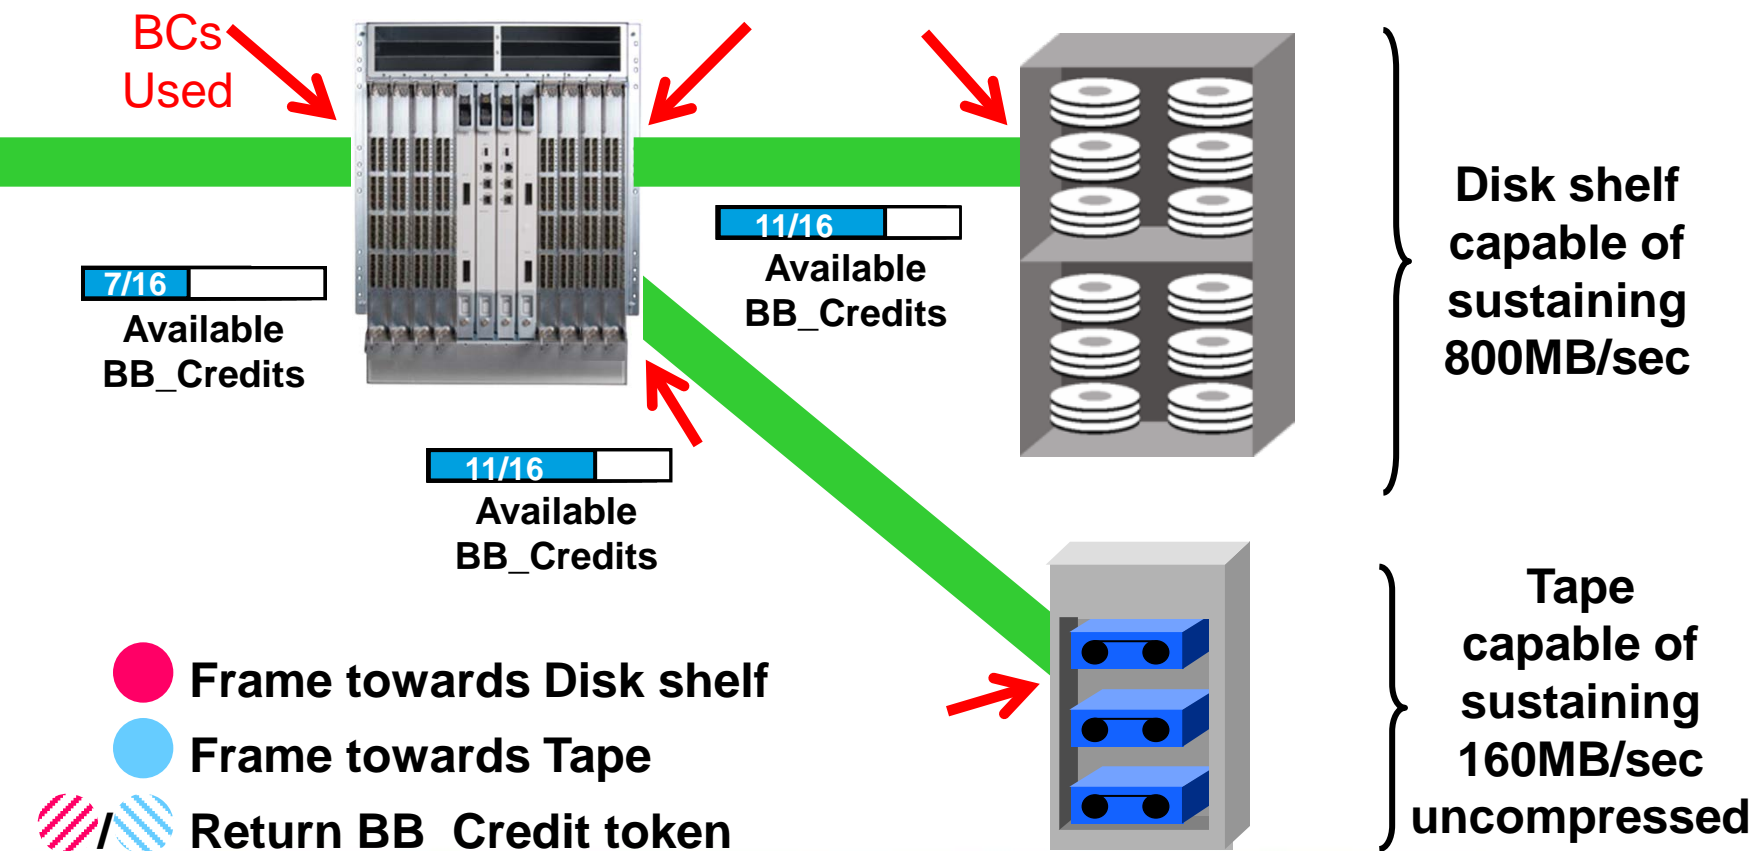 BCs
Used
7/16
Available
BB_Credits
11/16
Available
BB_Credits
11/16
Available
BB_Credits
Disk shelf
capable of
sustaining
800MB/sec
Tape
capable of
sustaining
160MB/sec
uncompressed
Frame towards Disk shelf
Frame towards Tape
/ Return BB_Credit token